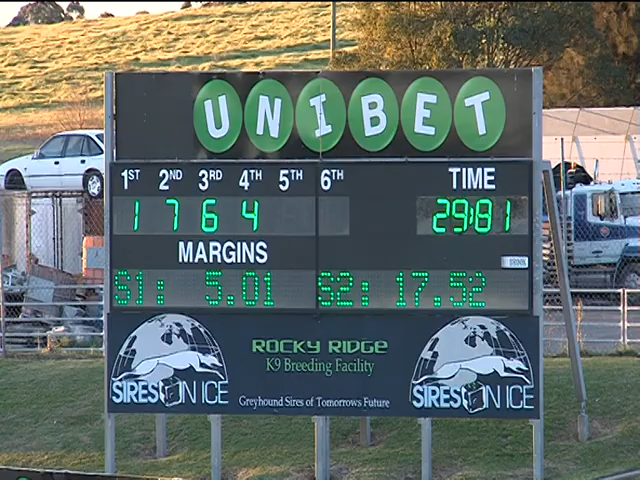 UNIBET
1ST 2ND 3RD 4TH 5TH 6TH TIME
1 7 6 4 29:81
MARGINS
S1: 5.01 S2: 17.52
ROCKY RIDGE
K9 Breeding Facility
SIRES ON ICE
SIRES ON ICE
Greyhound Sires of Tomorrows Future